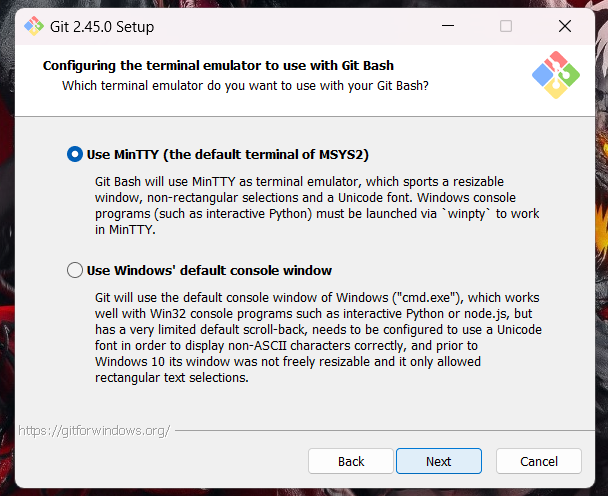 Git 2.45.0 Setup
Configuring the terminal emulator to use with Git Bash
Which terminal emulator do you want to use with your Git Bash?
Use MinTTY (the default terminal of MSYS2)
Git Bash will use MinTTY as terminal emulator, which sports a resizable
window, non-rectangular selections and a Unicode font. Windows console
programs (such as interactive Python) must be launched via `winpty` to work
in MinTTY.
Use Windows' default console window
Git will use the default console window of Windows ("cmd.exe"), which works
well with Win32 console programs such as interactive Python or node.js, but
has a very limited default scroll-back, needs to be configured to use a Unicode
font in order to display non-ASCII characters correctly, and prior to
Windows 10 its window was not freely resizable and it only allowed
rectangular text selections.
https://gitforwindows.org/
Back Next Cancel